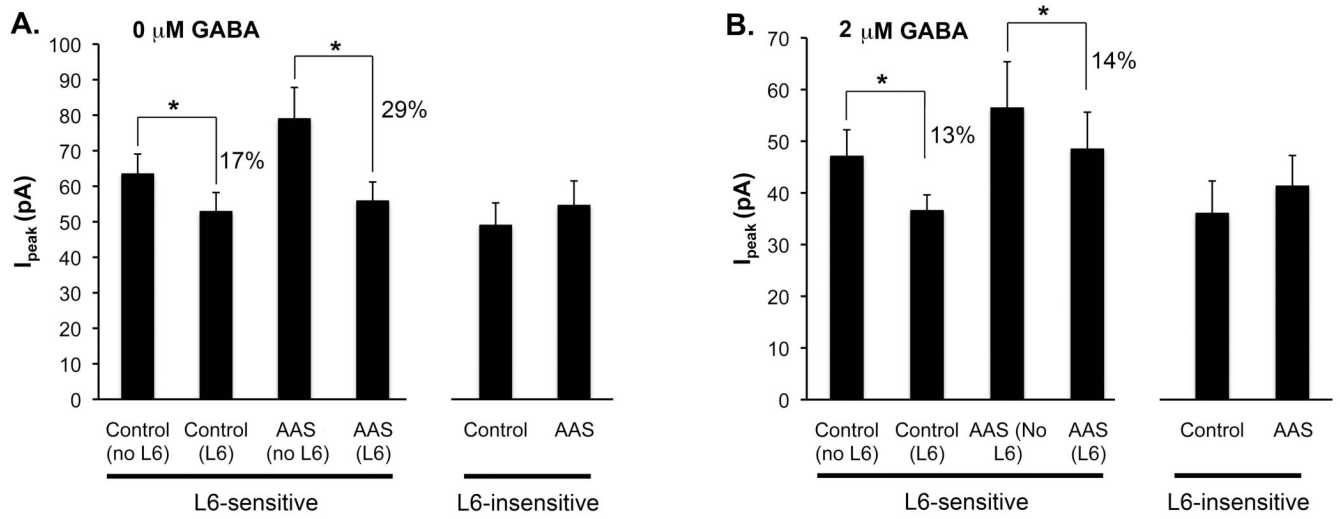 A.
0 μM GABA
100
90
80
70
60
50
40
30
20
10
0
Ipeak (pA)
*
17%
*
29%
Control
(no L6)
Control
(L6)
AAS
(no L6)
AAS
(L6)
Control
AAS
L6-sensitive
L6-insensitive
B.
2 μM GABA
70
60
50
40
30
20
10
0
Ipeak (pA)
*
13%
*
14%
Control
(no L6)
Control
(L6)
AAS (No
L6)
AAS
(L6)
Control
AAS
L6-sensitive
L6-insensitive